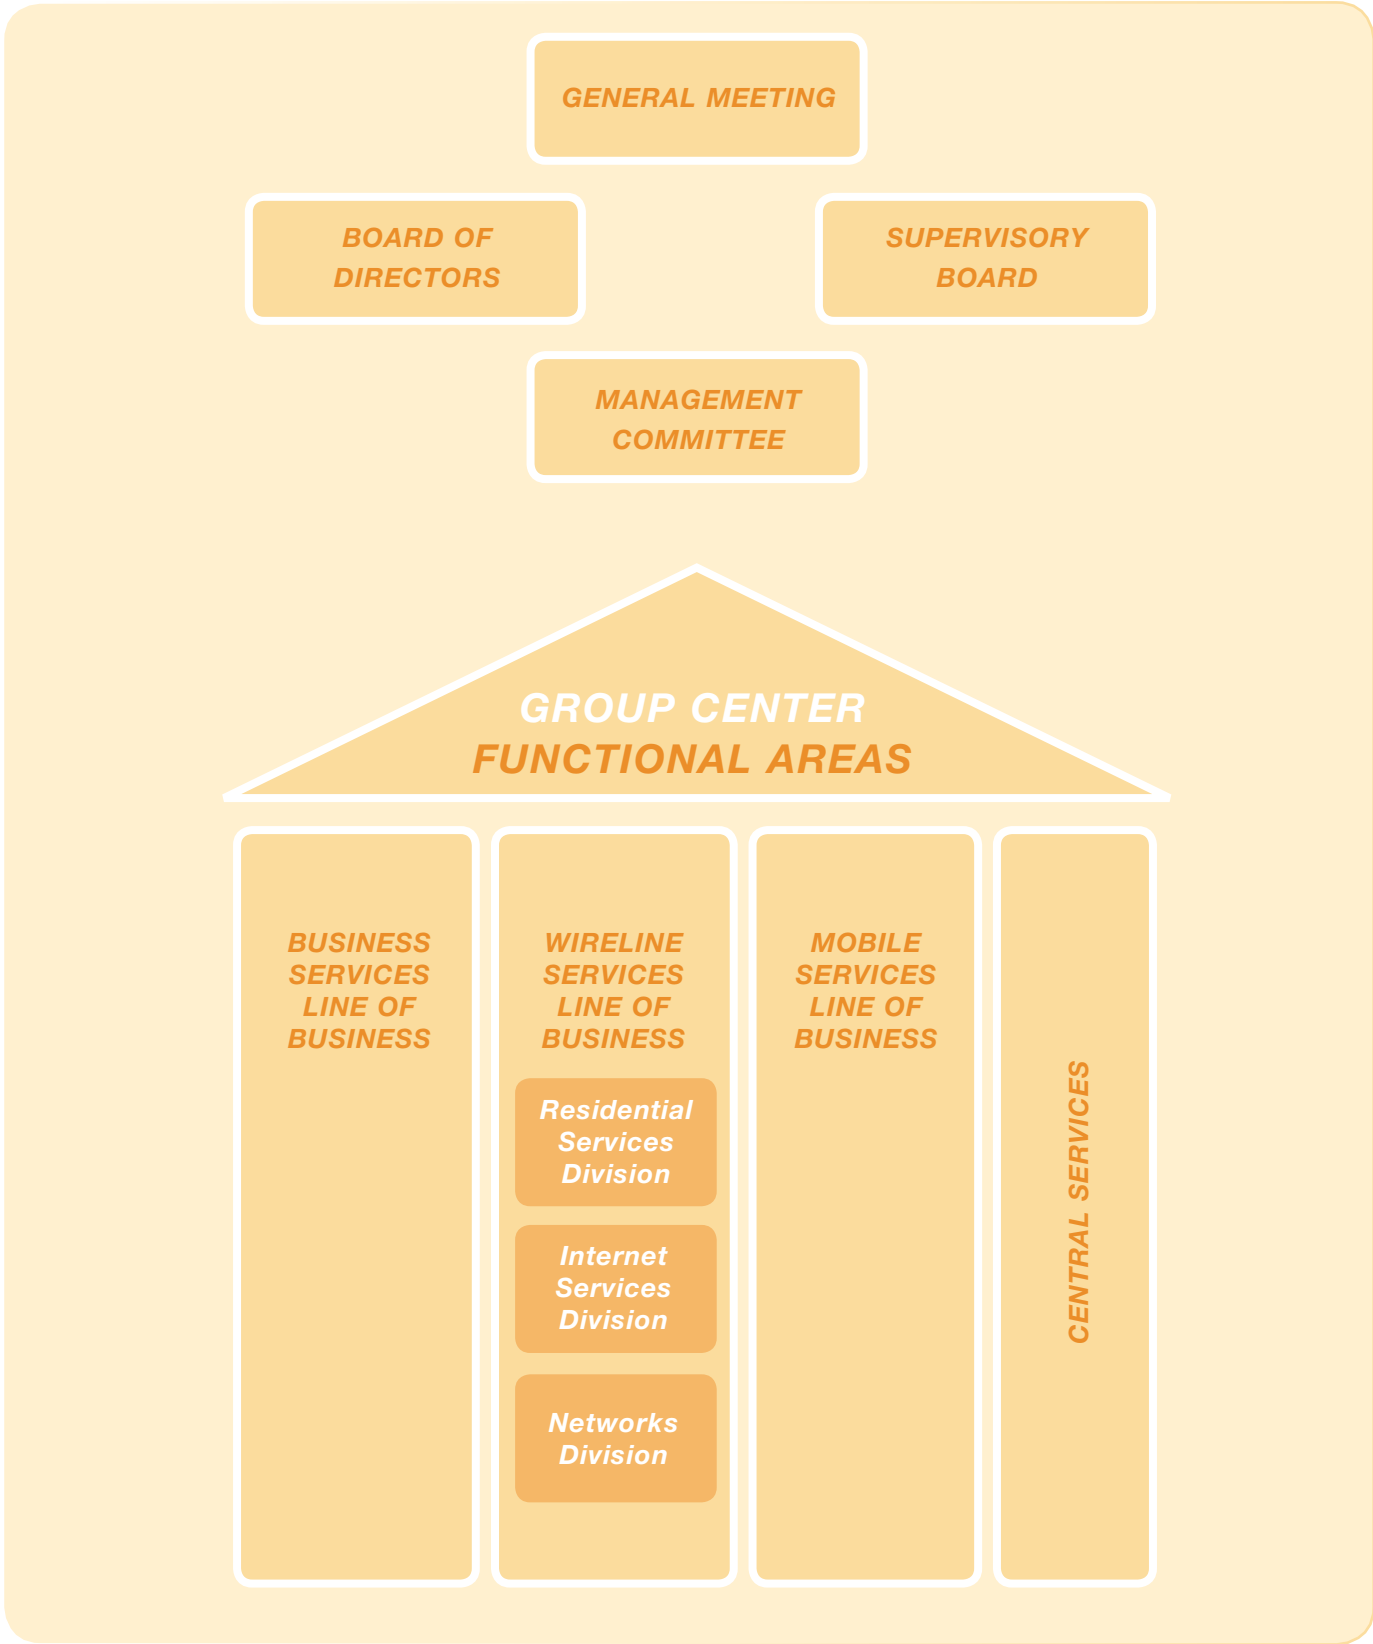 GENERAL MEETING
BOARD OF
DIRECTORS
SUPERVISORY
BOARD
MANAGEMENT
COMMITTEE
GROUP CENTER
FUNCTIONAL AREAS
BUSINESS
SERVICES
LINE OF
BUSINESS
WIRELINE
SERVICES
LINE OF
BUSINESS
Residential
Services
Division
Internet
Services
Division
Networks
Division
MOBILE
SERVICES
LINE OF
BUSINESS
CENTRAL SERVICES